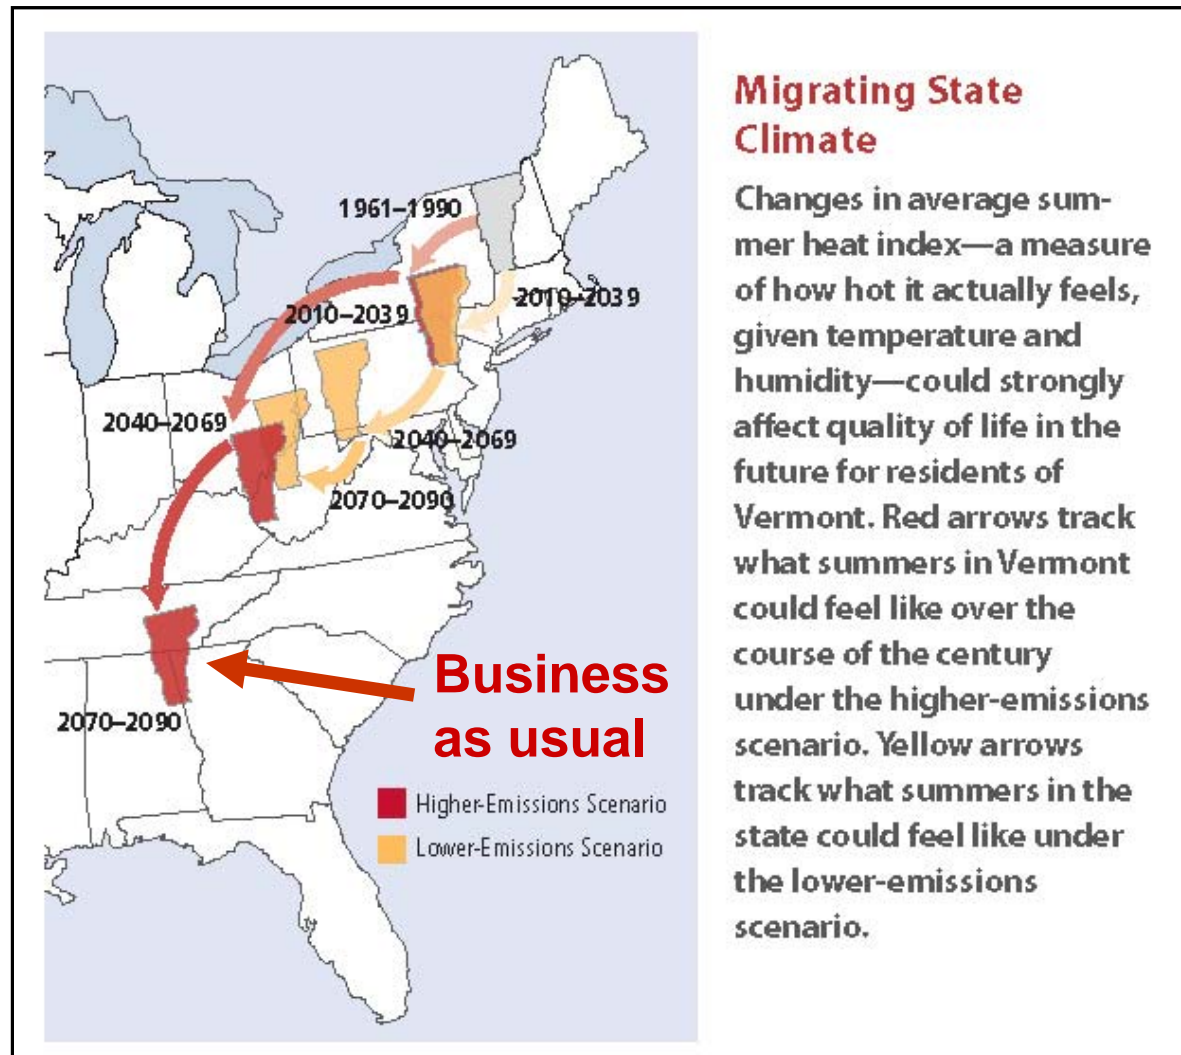 1961–1990
2010–2039
2010–2039
2040–2069
2040–2069
2070–2090
2070–2090
Business
as usual
Higher-Emissions Scenario
Lower-Emissions Scenario
Migrating State
Climate
Changes in average sum-
mer heat index—a measure
of how hot it actually feels,
given temperature and
humidity—could strongly
affect quality of life in the
future for residents of
Vermont. Red arrows track
what summers in Vermont
could feel like over the
course of the century
under the higher-emissions
scenario. Yellow arrows
track what summers in the
state could feel like under
the lower-emissions
scenario.